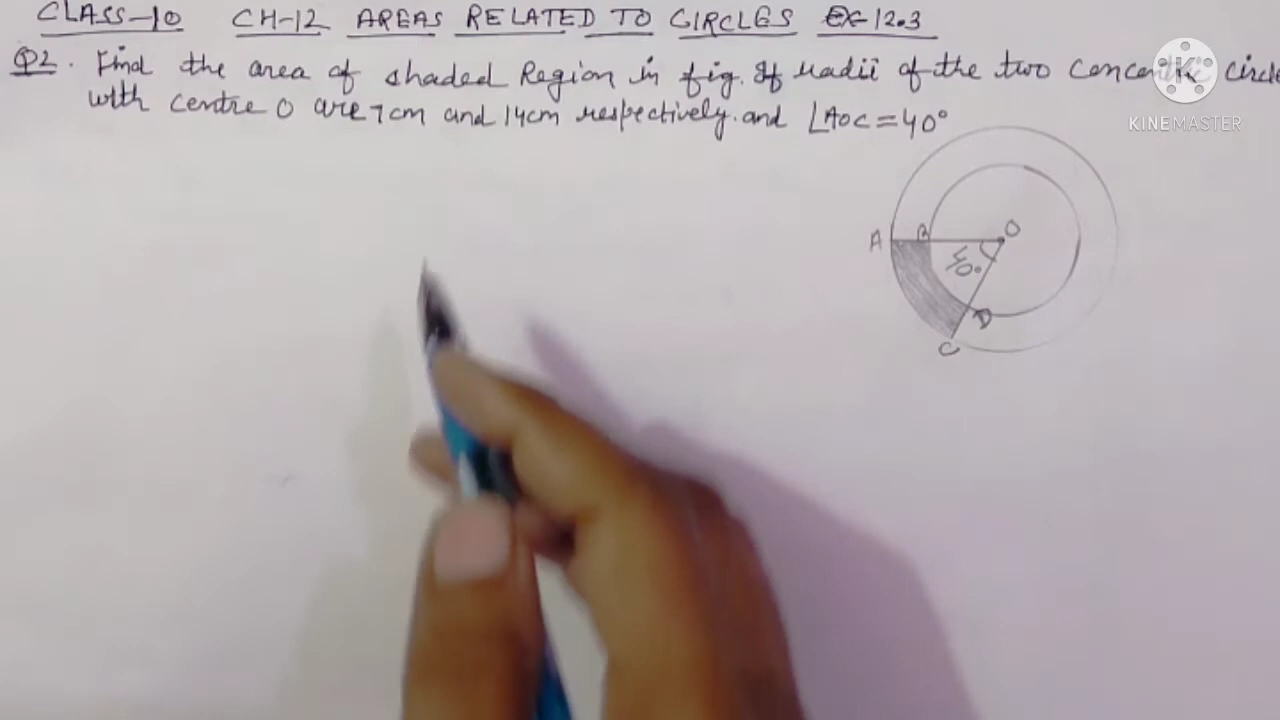 CLASS-10 CH-12 AREAS RELATED TO CIRCLES EX-12.3
Q2. Find the area of shaded Region in fig. If radii of the two concentric circle
with centre O are 7cm and 14cm respectively. and ∠AOC = 40°
K
KINEMASTER
A B O
40°
D
C